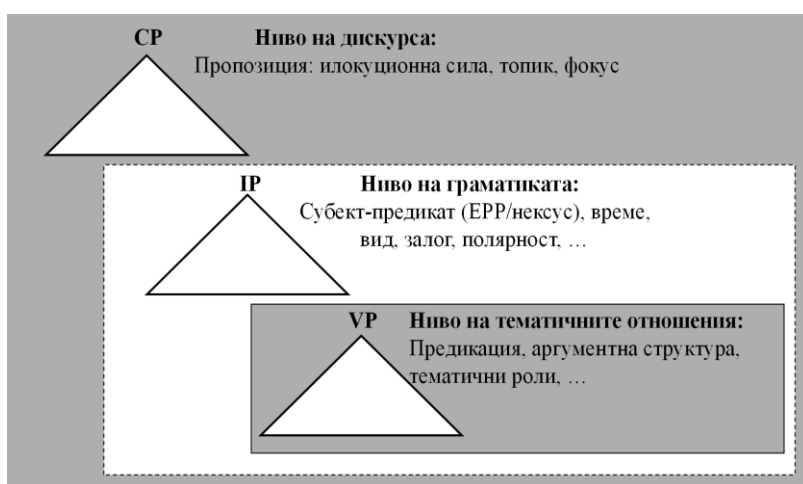 CP Ниво на дискурса:
Пропозиция: илокуционна сила, топик, фокус
IP Ниво на граматиката:
Субект-предикат (EPP/нексус), време,
вид, залог, полярност, …
VP Ниво на тематичните отношения:
Предикация, аргументна структура,
тематични роли, …